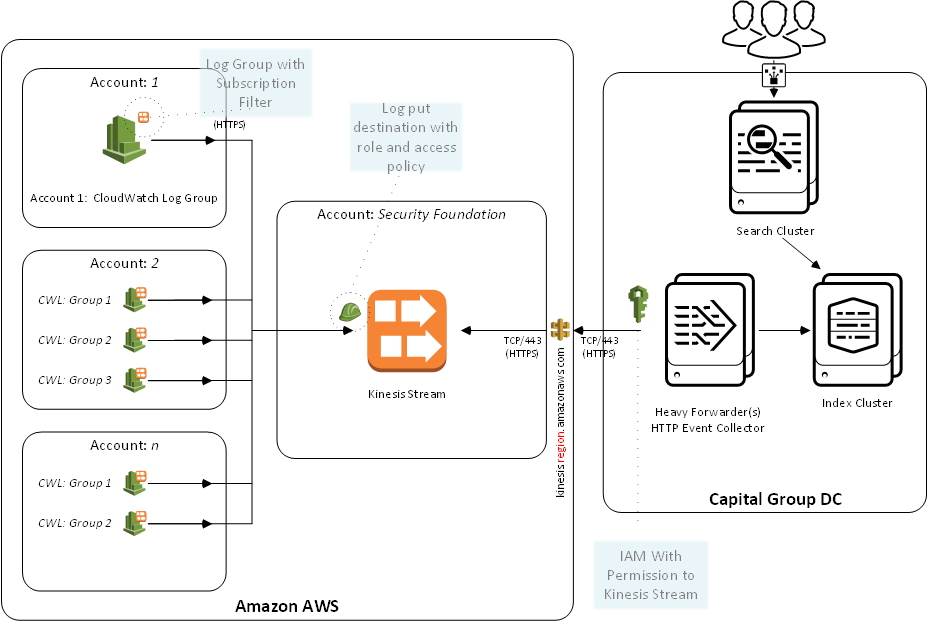 Account: 1
Log Group with
Subscription
Filter
(HTTPS)
Account 1:  CloudWatch Log Group
Account: 2
CWL: Group 1
CWL: Group 2
CWL: Group 3
Account: n
CWL: Group 1
CWL: Group 2
Log put
destination with
role and access
policy
Account: Security Foundation
Kinesis Stream
TCP/443
(HTTPS)
kinesis.region.amazonaws.com
TCP/443
(HTTPS)
Amazon AWS
Search Cluster
Heavy Forwarder(s)
HTTP Event Collector
Index Cluster
Capital Group DC
IAM With
Permission to
Kinesis Stream